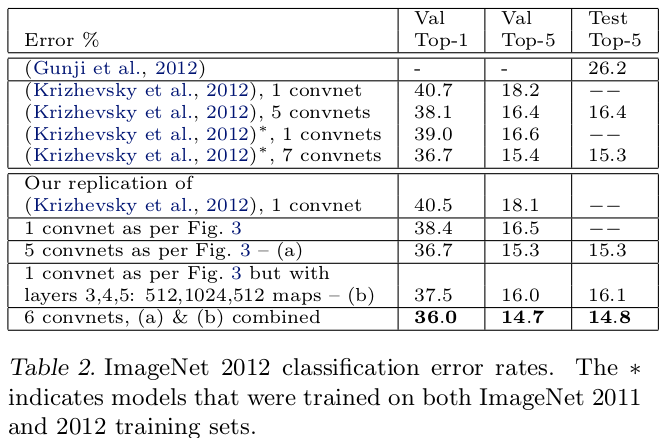 Error %	Val Top-1	Val Top-5	Test Top-5
(Gunji et al., 2012)	-	-	26.2
(Krizhevsky et al., 2012), 1 convnet	40.7	18.2	−−
(Krizhevsky et al., 2012), 5 convnets	38.1	16.4	16.4
(Krizhevsky et al., 2012)*, 1 convnets	39.0	16.6	−−
(Krizhevsky et al., 2012)*, 7 convnets	36.7	15.4	15.3
Our replication of
(Krizhevsky et al., 2012), 1 convnet	40.5	18.1	−−
1 convnet as per Fig. 3	38.4	16.5	−−
5 convnets as per Fig. 3 – (a)	36.7	15.3	15.3
1 convnet as per Fig. 3 but with
layers 3,4,5: 512,1024,512 maps – (b)	37.5	16.0	16.1
6 convnets, (a) & (b) combined	36.0	14.7	14.8
Table 2. ImageNet 2012 classification error rates. The *
indicates models that were trained on both ImageNet 2011
and 2012 training sets.